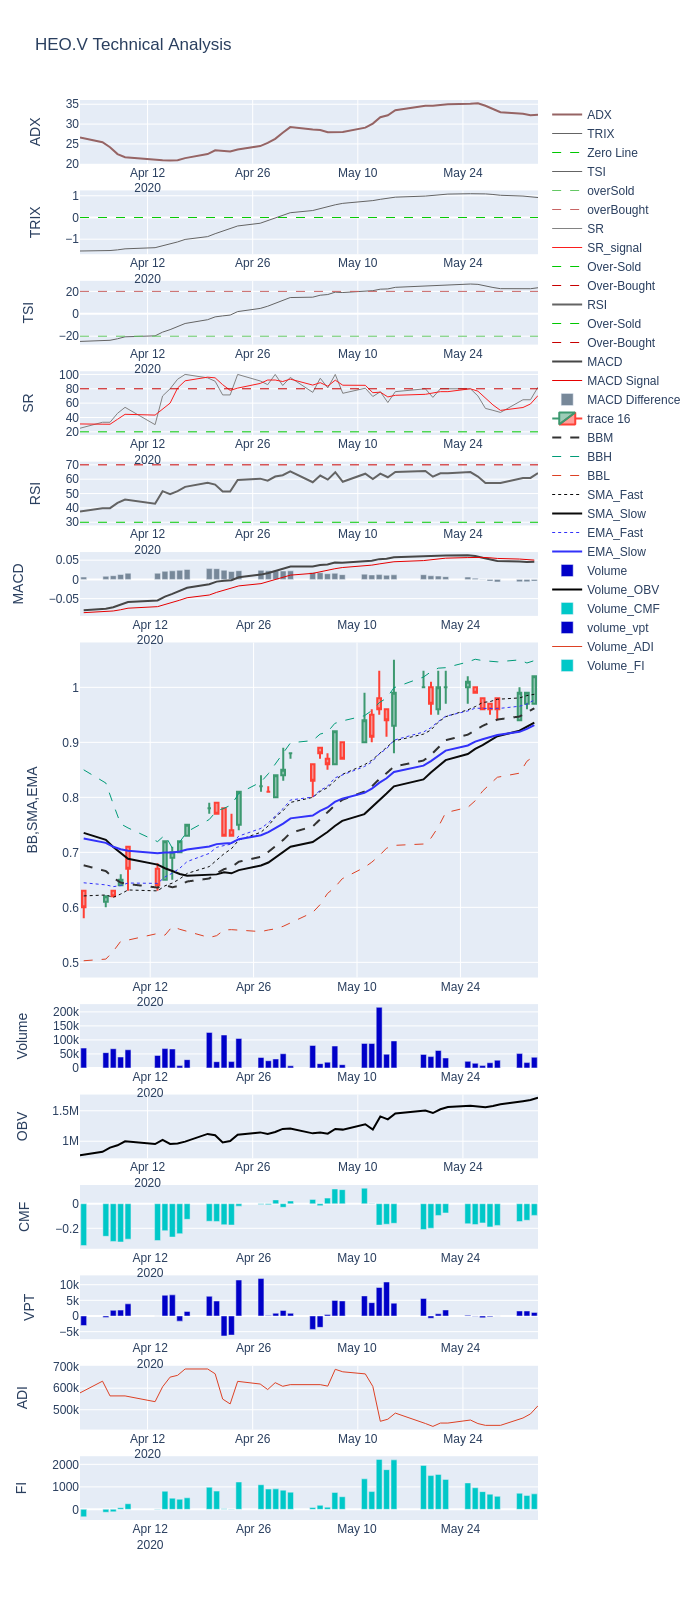 HEO.V Technical Analysis
ADX
35
30
25
20
Apr 12
2020
Apr 26
May 10
May 24
TRIX
1
0
−1
Apr 12
2020
Apr 26
May 10
May 24
TSI
20
0
−20
Apr 12
2020
Apr 26
May 10
May 24
SR
100
80
60
40
20
Apr 12
2020
Apr 26
May 10
May 24
RSI
70
60
50
40
30
Apr 12
2020
Apr 26
May 10
May 24
MACD
0.05
0
−0.05
Apr 12
2020
Apr 26
May 10
May 24
BB,SMA,EMA
1
0.9
0.8
0.7
0.6
0.5
Apr 12
2020
Apr 26
May 10
May 24
Volume
200k
150k
100k
50k
0
Apr 12
2020
Apr 26
May 10
May 24
OBV
1.5M
1M
Apr 12
2020
Apr 26
May 10
May 24
CMF
0
−0.2
Apr 12
2020
Apr 26
May 10
May 24
VPT
10k
5k
0
−5k
Apr 12
2020
Apr 26
May 10
May 24
ADI
700k
600k
500k
Apr 12
2020
Apr 26
May 10
May 24
FI
2000
1000
0
Apr 12
2020
Apr 26
May 10
May 24
ADX
TRIX
Zero Line
TSI
overSold
overBought
SR
SR_signal
Over-Sold
Over-Bought
RSI
Over-Sold
Over-Bought
MACD
MACD Signal
MACD Difference
trace 16
BBM
BBH
BBL
SMA_Fast
SMA_Slow
EMA_Fast
EMA_Slow
Volume
Volume_OBV
Volume_CMF
volume_vpt
Volume_ADI
Volume_FI